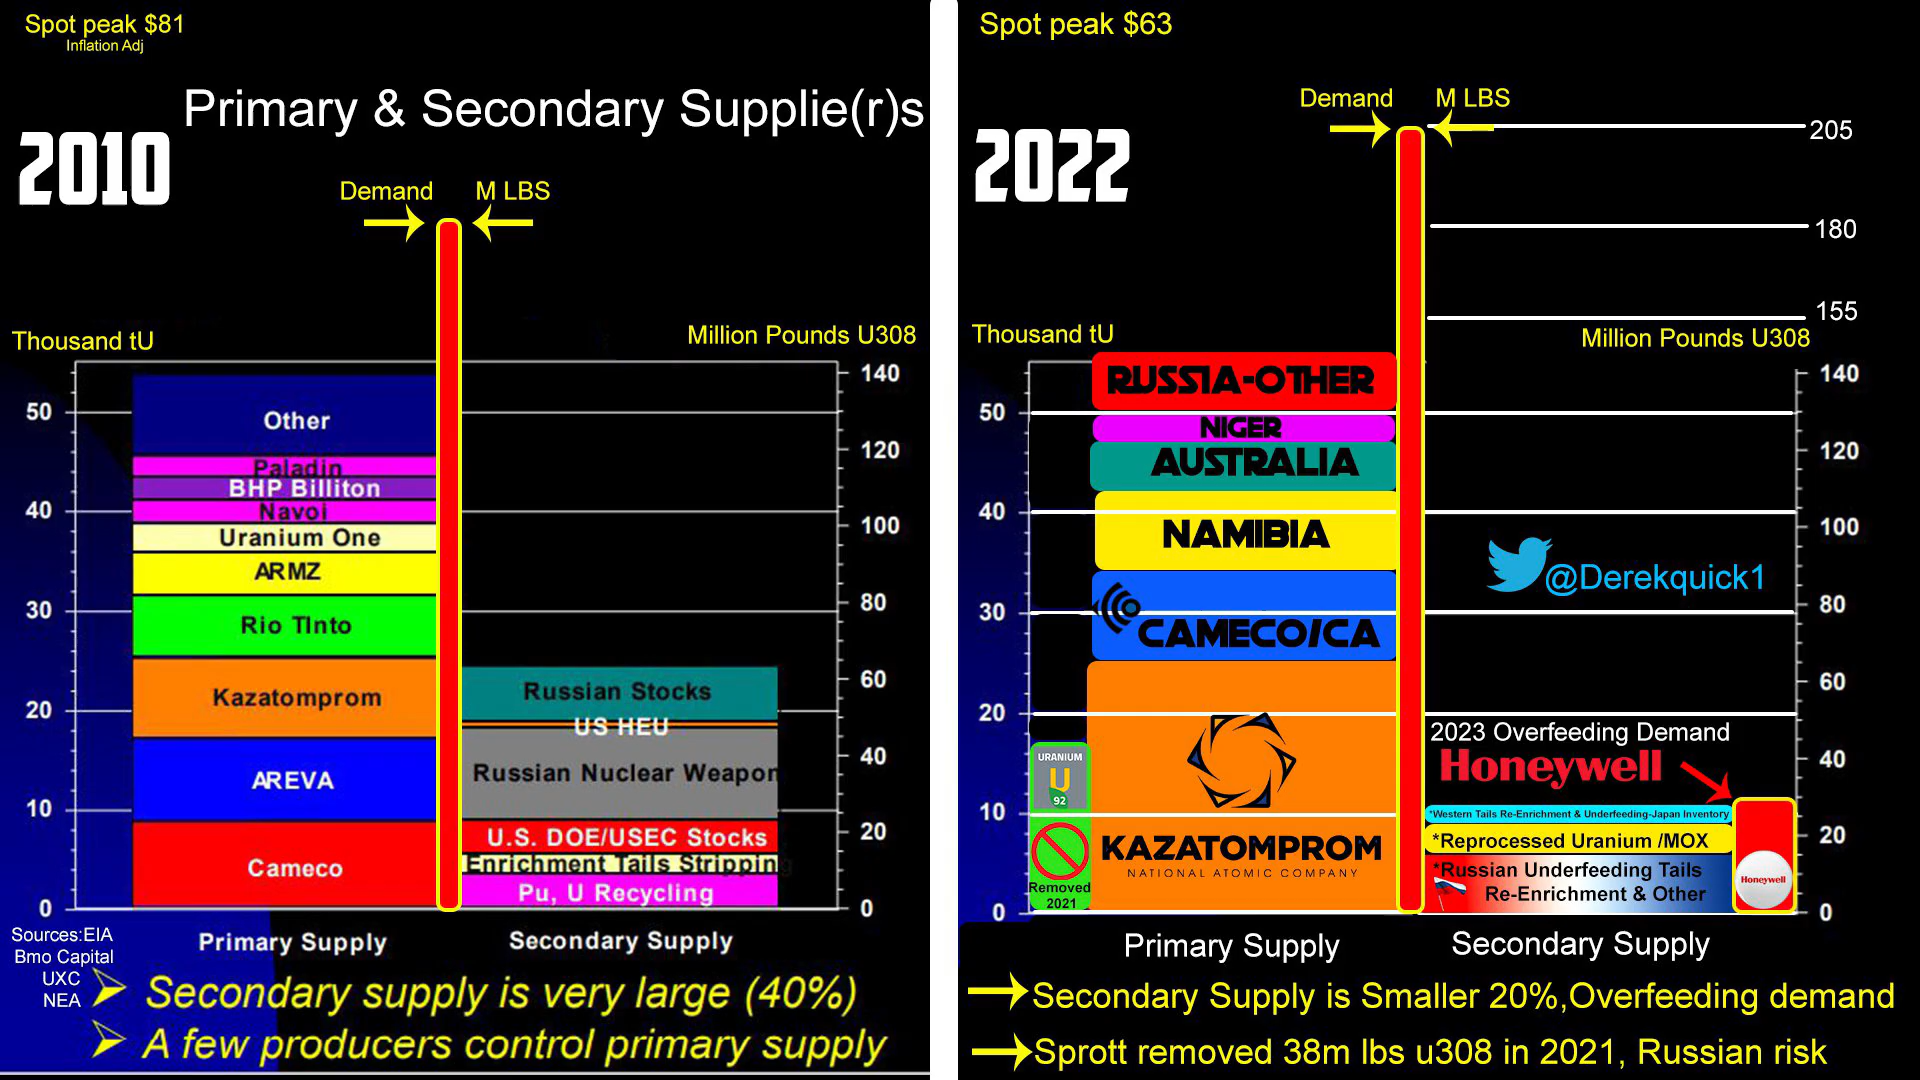 Spot peak $81
Inflation Adj
Primary & Secondary Supplie(r)s
2010
Demand
M LBS
Thousand tU
Million Pounds U308
50
40
30
20
10
0
140
120
100
80
60
40
20
0
Other
Paladin
BHP Billiton
Navoi
Uranium One
ARMZ
Rio TInto
Kazatomprom
AREVA
Cameco
Russian Stocks
US HEU
Russian Nuclear Weapon
U.S. DOE/USEC Stocks
Enrichment Tails Stripping
Pu, U Recycling
Primary Supply
Secondary Supply
Sources:EIA
Bmo Capital
UXC
NEA
Secondary supply is very large (40%)
A few producers control primary supply
Spot peak $63
2022
Demand
M LBS
205
180
155
Thousand tU
Million Pounds U308
50
40
30
20
10
0
140
120
100
80
60
40
20
0
RUSSIA-OTHER
NIGER
AUSTRALIA
NAMIBIA
CAMECO/CA
KAZATOMPROM
NATIONAL ATOMIC COMPANY
URANIUM
U
92
Removed
2021
@Derekquick1
2023 Overfeeding Demand
Honeywell
*Western Tails Re-Enrichment & Underfeeding-Japan Inventory
*Reprocessed Uranium /MOX
*Russian Underfeeding Tails
Re-Enrichment & Other
Honeywell
Primary Supply
Secondary Supply
Secondary Supply is Smaller 20%,Overfeeding demand
Sprott removed 38m lbs u308 in 2021, Russian risk